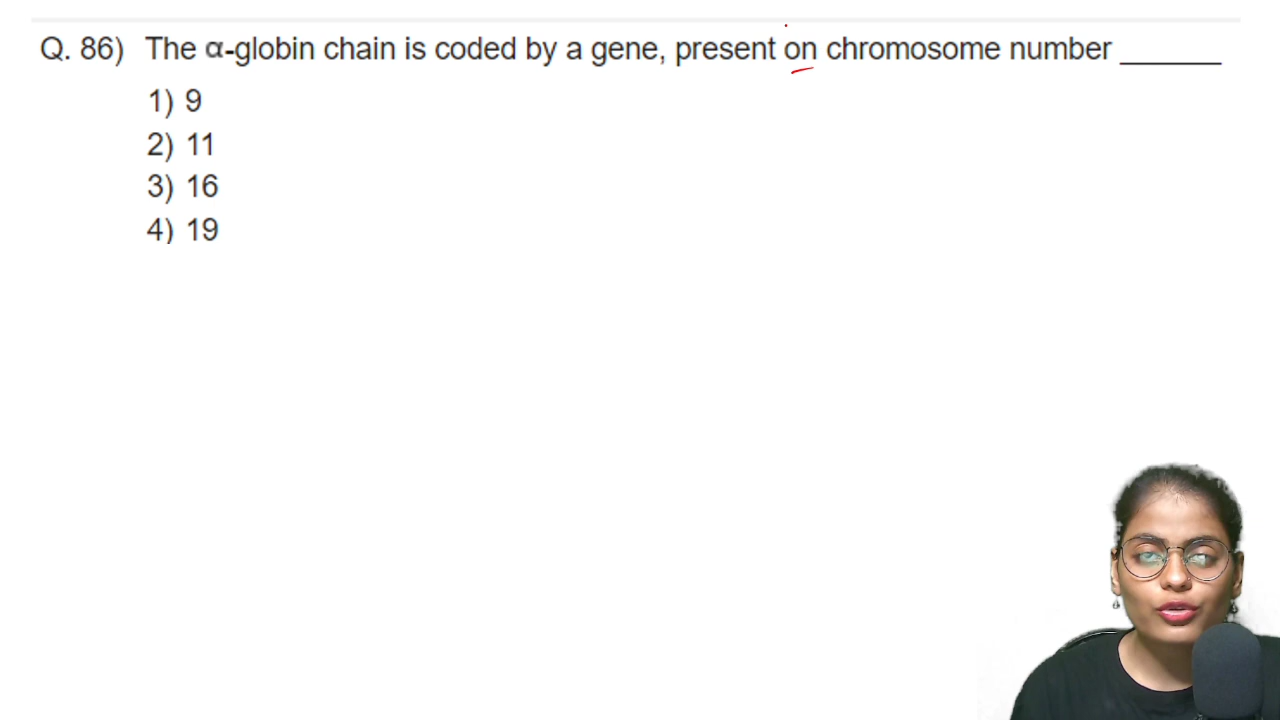 Q. 86) The α-globin chain is coded by a gene, present on chromosome number _______
1) 9
2) 11
3) 16
4) 19